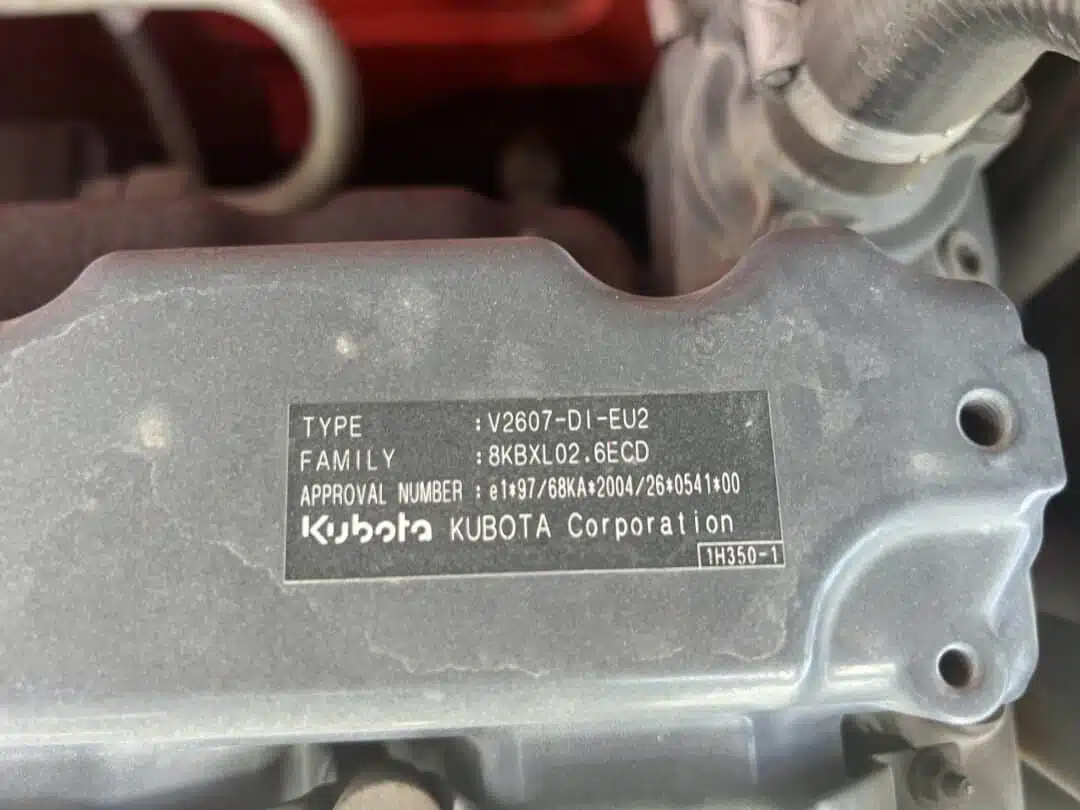 TYPE :V2607-DI-EU2
FAMILY :8KBXL02.6ECD
APPROVAL NUMBER :e1*97/68KA*2004/26*0541*00
Kubota KUBOTA Corporation
1H350-1